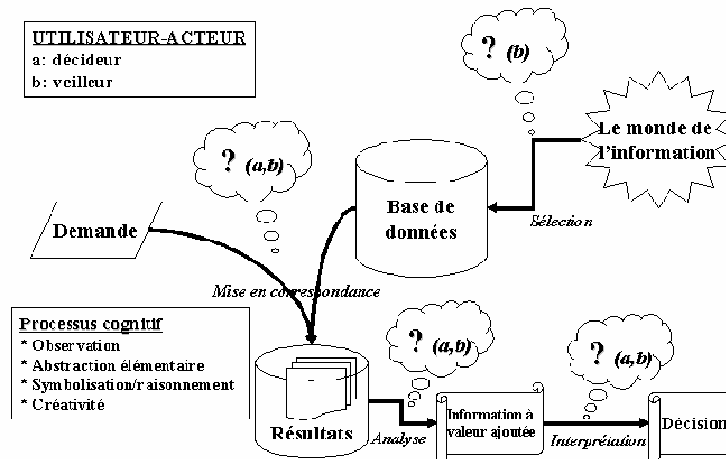 UTILISATEUR-ACTEUR
a: décideur
b: veilleur
? (b)
Le monde de
l'information
? (a,b)
Base de
données
Sélection
Demande
Mise en correspondance
Processus cognitif
* Observation
* Abstraction élémentaire
* Symbolisation/raisonnement
* Créativité
? (a,b)
? (a,b)
Résultats
Analyse
Information à
valeur ajoutée
Interprétation
Décision